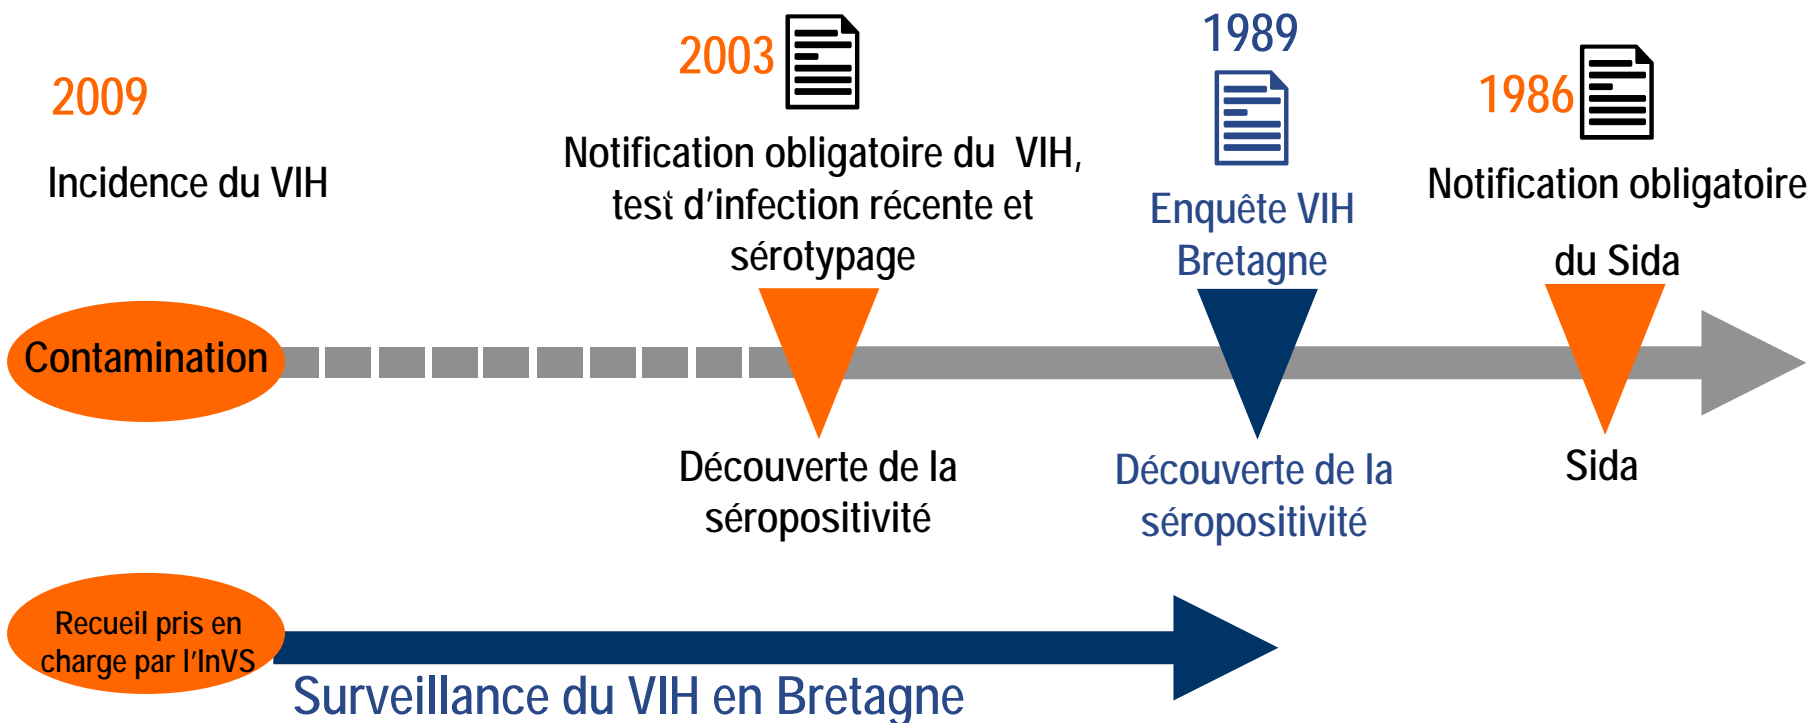 2009
Incidence du VIH
2003
Notification obligatoire du VIH,
test d'infection récente et
sérotypage
1989
Enquête VIH
Bretagne
1986
Notification obligatoire
du Sida
Contamination
Découverte de la
séropositivité
Découverte de la
séropositivité
Sida
Recueil pris en
charge par l'InVS
Surveillance du VIH en Bretagne